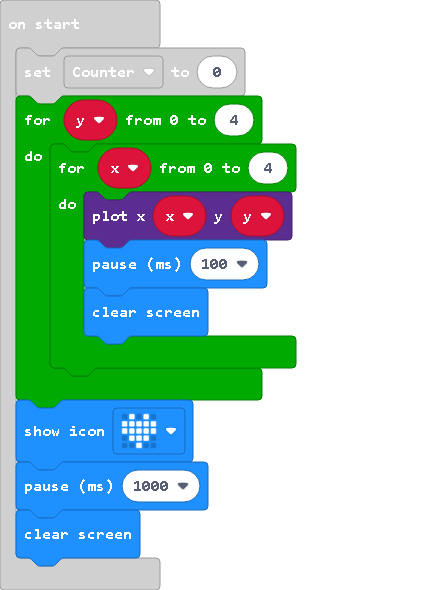 on start
set Counter to 0
for y from 0 to 4
do
for x from 0 to 4
do
plot x x y y
pause (ms) 100
clear screen
show icon
pause (ms) 1000
clear screen